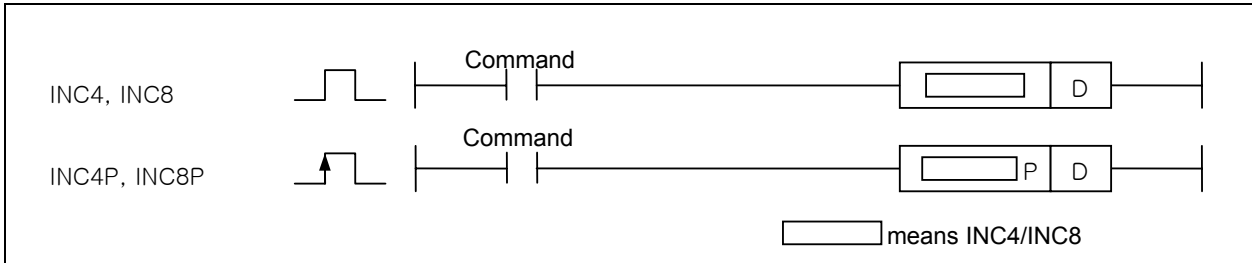 Command
INC4, INC8 D
Command
INC4P, INC8P P D
means INC4/INC8